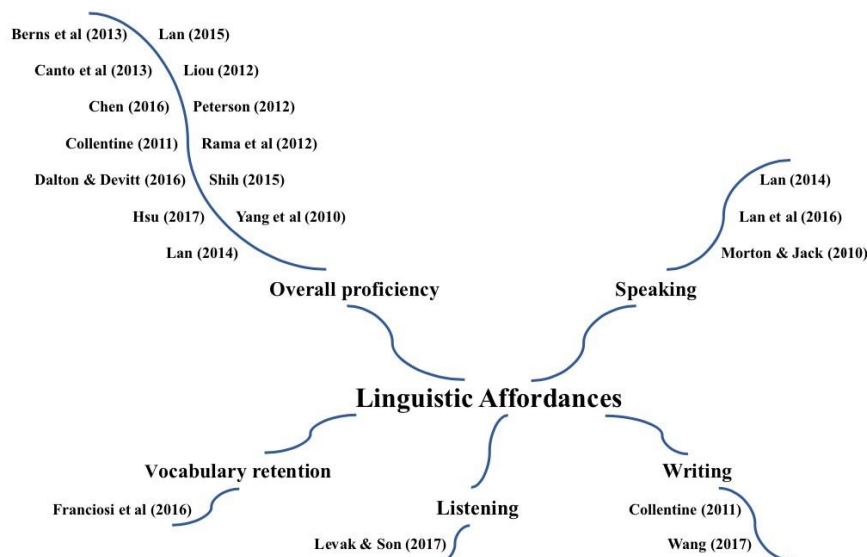 Berns et al (2013) Lan (2015)
Canto et al (2013) Liou (2012)
Chen (2016) Peterson (2012)
Collentine (2011) Rama et al (2012)
Dalton & Devitt (2016) Shih (2015)
Hsu (2017) Yang et al (2010)
Lan (2014)
Overall proficiency
Lan (2014)
Lan et al (2016)
Morton & Jack (2010)
Speaking
Linguistic Affordances
Vocabulary retention
Franciosi et al (2016)
Listening
Levak & Son (2017)
Writing
Collentine (2011)
Wang (2017)